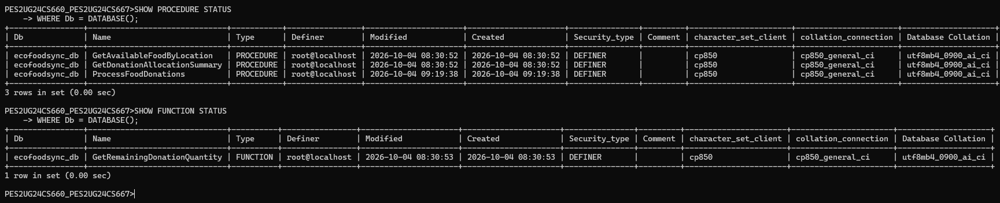 PES2UG24CS660_PES2UG24CS667>SHOW PROCEDURE STATUS
    -> WHERE Db = DATABASE();
+----------------+------------------------------+-----------+----------------+---------------------+---------------------+---------------+---------+----------------------+----------------------+--------------------+
| Db             | Name                         | Type      | Definer        | Modified            | Created             | Security_type | Comment | character_set_client | collation_connection | Database Collation |
+----------------+------------------------------+-----------+----------------+---------------------+---------------------+---------------+---------+----------------------+----------------------+--------------------+
| ecofoodsync_db | GetAvailableFoodByLocation   | PROCEDURE | root@localhost | 2026-10-04 08:30:52 | 2026-10-04 08:30:52 | DEFINER       |         | cp850                | cp850_general_ci     | utf8mb4_0900_ai_ci |
| ecofoodsync_db | GetDonationAllocationSummary | PROCEDURE | root@localhost | 2026-10-04 08:30:52 | 2026-10-04 08:30:52 | DEFINER       |         | cp850                | cp850_general_ci     | utf8mb4_0900_ai_ci |
| ecofoodsync_db | ProcessFoodDonations         | PROCEDURE | root@localhost | 2026-10-04 09:19:38 | 2026-10-04 09:19:38 | DEFINER       |         | cp850                | cp850_general_ci     | utf8mb4_0900_ai_ci |
+----------------+------------------------------+-----------+----------------+---------------------+---------------------+---------------+---------+----------------------+----------------------+--------------------+
3 rows in set (0.00 sec)

PES2UG24CS660_PES2UG24CS667>SHOW FUNCTION STATUS
    -> WHERE Db = DATABASE();
+----------------+------------------------------+----------+----------------+---------------------+---------------------+---------------+---------+----------------------+----------------------+--------------------+
| Db             | Name                         | Type     | Definer        | Modified            | Created             | Security_type | Comment | character_set_client | collation_connection | Database Collation |
+----------------+------------------------------+----------+----------------+---------------------+---------------------+---------------+---------+----------------------+----------------------+--------------------+
| ecofoodsync_db | GetRemainingDonationQuantity | FUNCTION | root@localhost | 2026-10-04 08:30:53 | 2026-10-04 08:30:53 | DEFINER       |         | cp850                | cp850_general_ci     | utf8mb4_0900_ai_ci |
+----------------+------------------------------+----------+----------------+---------------------+---------------------+---------------+---------+----------------------+----------------------+--------------------+
1 row in set (0.00 sec)

PES2UG24CS660_PES2UG24CS667>